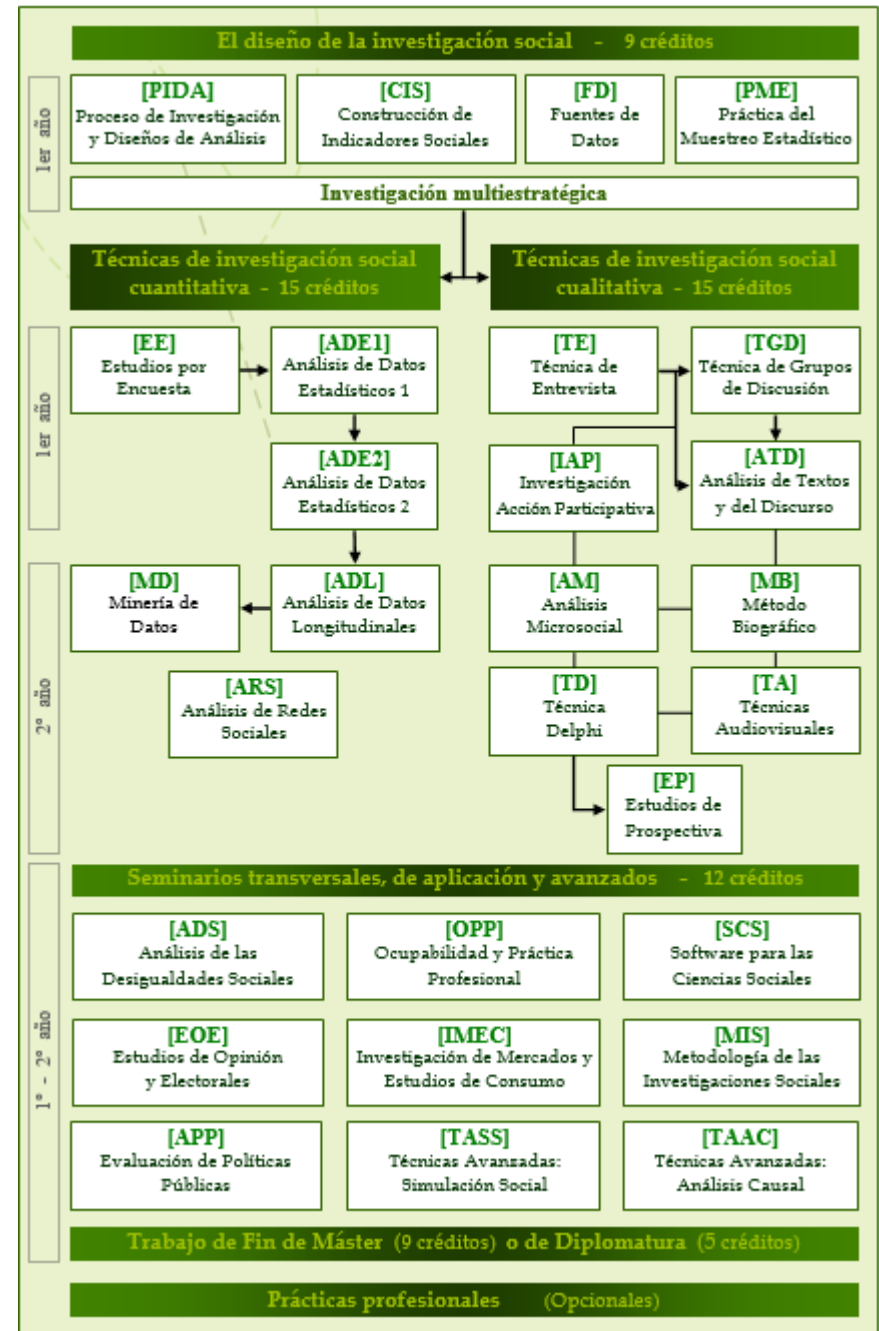 El diseño de la investigación social - 9 créditos
1er año
[PIDA]
Proceso de Investigación
y Diseños de Análisis
[CIS]
Construcción de
Indicadores Sociales
[FD]
Fuentes de
Datos
[PME]
Práctica del
Muestreo Estadístico
Investigación multiestratégica
Técnicas de investigación social
cuantitativa - 15 créditos
Técnicas de investigación social
cualitativa - 15 créditos
1er año
[EE]
Estudios por
Encuesta
[ADE1]
Análisis de Datos
Estadísticos 1
[TE]
Técnica de
Entrevista
[TGD]
Técnica de Grupos
de Discusión
[ADE2]
Análisis de Datos
Estadísticos 2
[IAP]
Investigación
Acción Participativa
[ATD]
Análisis de Textos
y del Discurso
2º año
[MD]
Minería de
Datos
[ADL]
Análisis de Datos
Longitudinales
[AM]
Análisis
Microsocial
[MB]
Método
Biográfico
[ARS]
Análisis de Redes
Sociales
[TD]
Técnica
Delphi
[TA]
Técnicas
Audiovisuales
[EP]
Estudios de
Prospectiva
Seminarios transversales, de aplicación y avanzados - 12 créditos
1º - 2º año
[ADS]
Análisis de las
Desigualdades Sociales
[OPP]
Ocupabilidad y Práctica
Profesional
[SCS]
Software para las
Ciencias Sociales
[EOE]
Estudios de Opinión
y Electorales
[IMEC]
Investigación de Mercados y
Estudios de Consumo
[MIS]
Metodología de las
Investigaciones Sociales
[APP]
Evaluación de Políticas
Públicas
[TASS]
Técnicas Avanzadas:
Simulación Social
[TAAC]
Técnicas Avanzadas:
Análisis Causal
Trabajo de Fin de Máster (9 créditos) o de Diplomatura (5 créditos)
Prácticas profesionales (Opcionales)